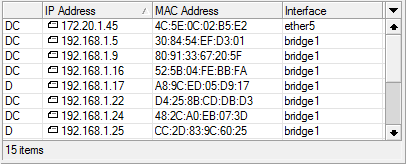 IP Address MAC Address Interface
DC 172.20.1.45 4C:5E:0C:02:B5:E2 ether5
DC 192.168.1.5 30:84:54:EF:D3:01 bridge1
DC 192.168.1.9 80:91:33:67:20:5F bridge1
DC 192.168.1.16 52:5B:04:FE:BB:FA bridge1
D 192.168.1.17 A8:9C:ED:05:D9:17 bridge1
DC 192.168.1.22 D4:25:8B:CD:DB:D3 bridge1
DC 192.168.1.24 48:2C:A0:EB:07:3D bridge1
D 192.168.1.25 CC:2D:83:9C:60:25 bridge1
15 items